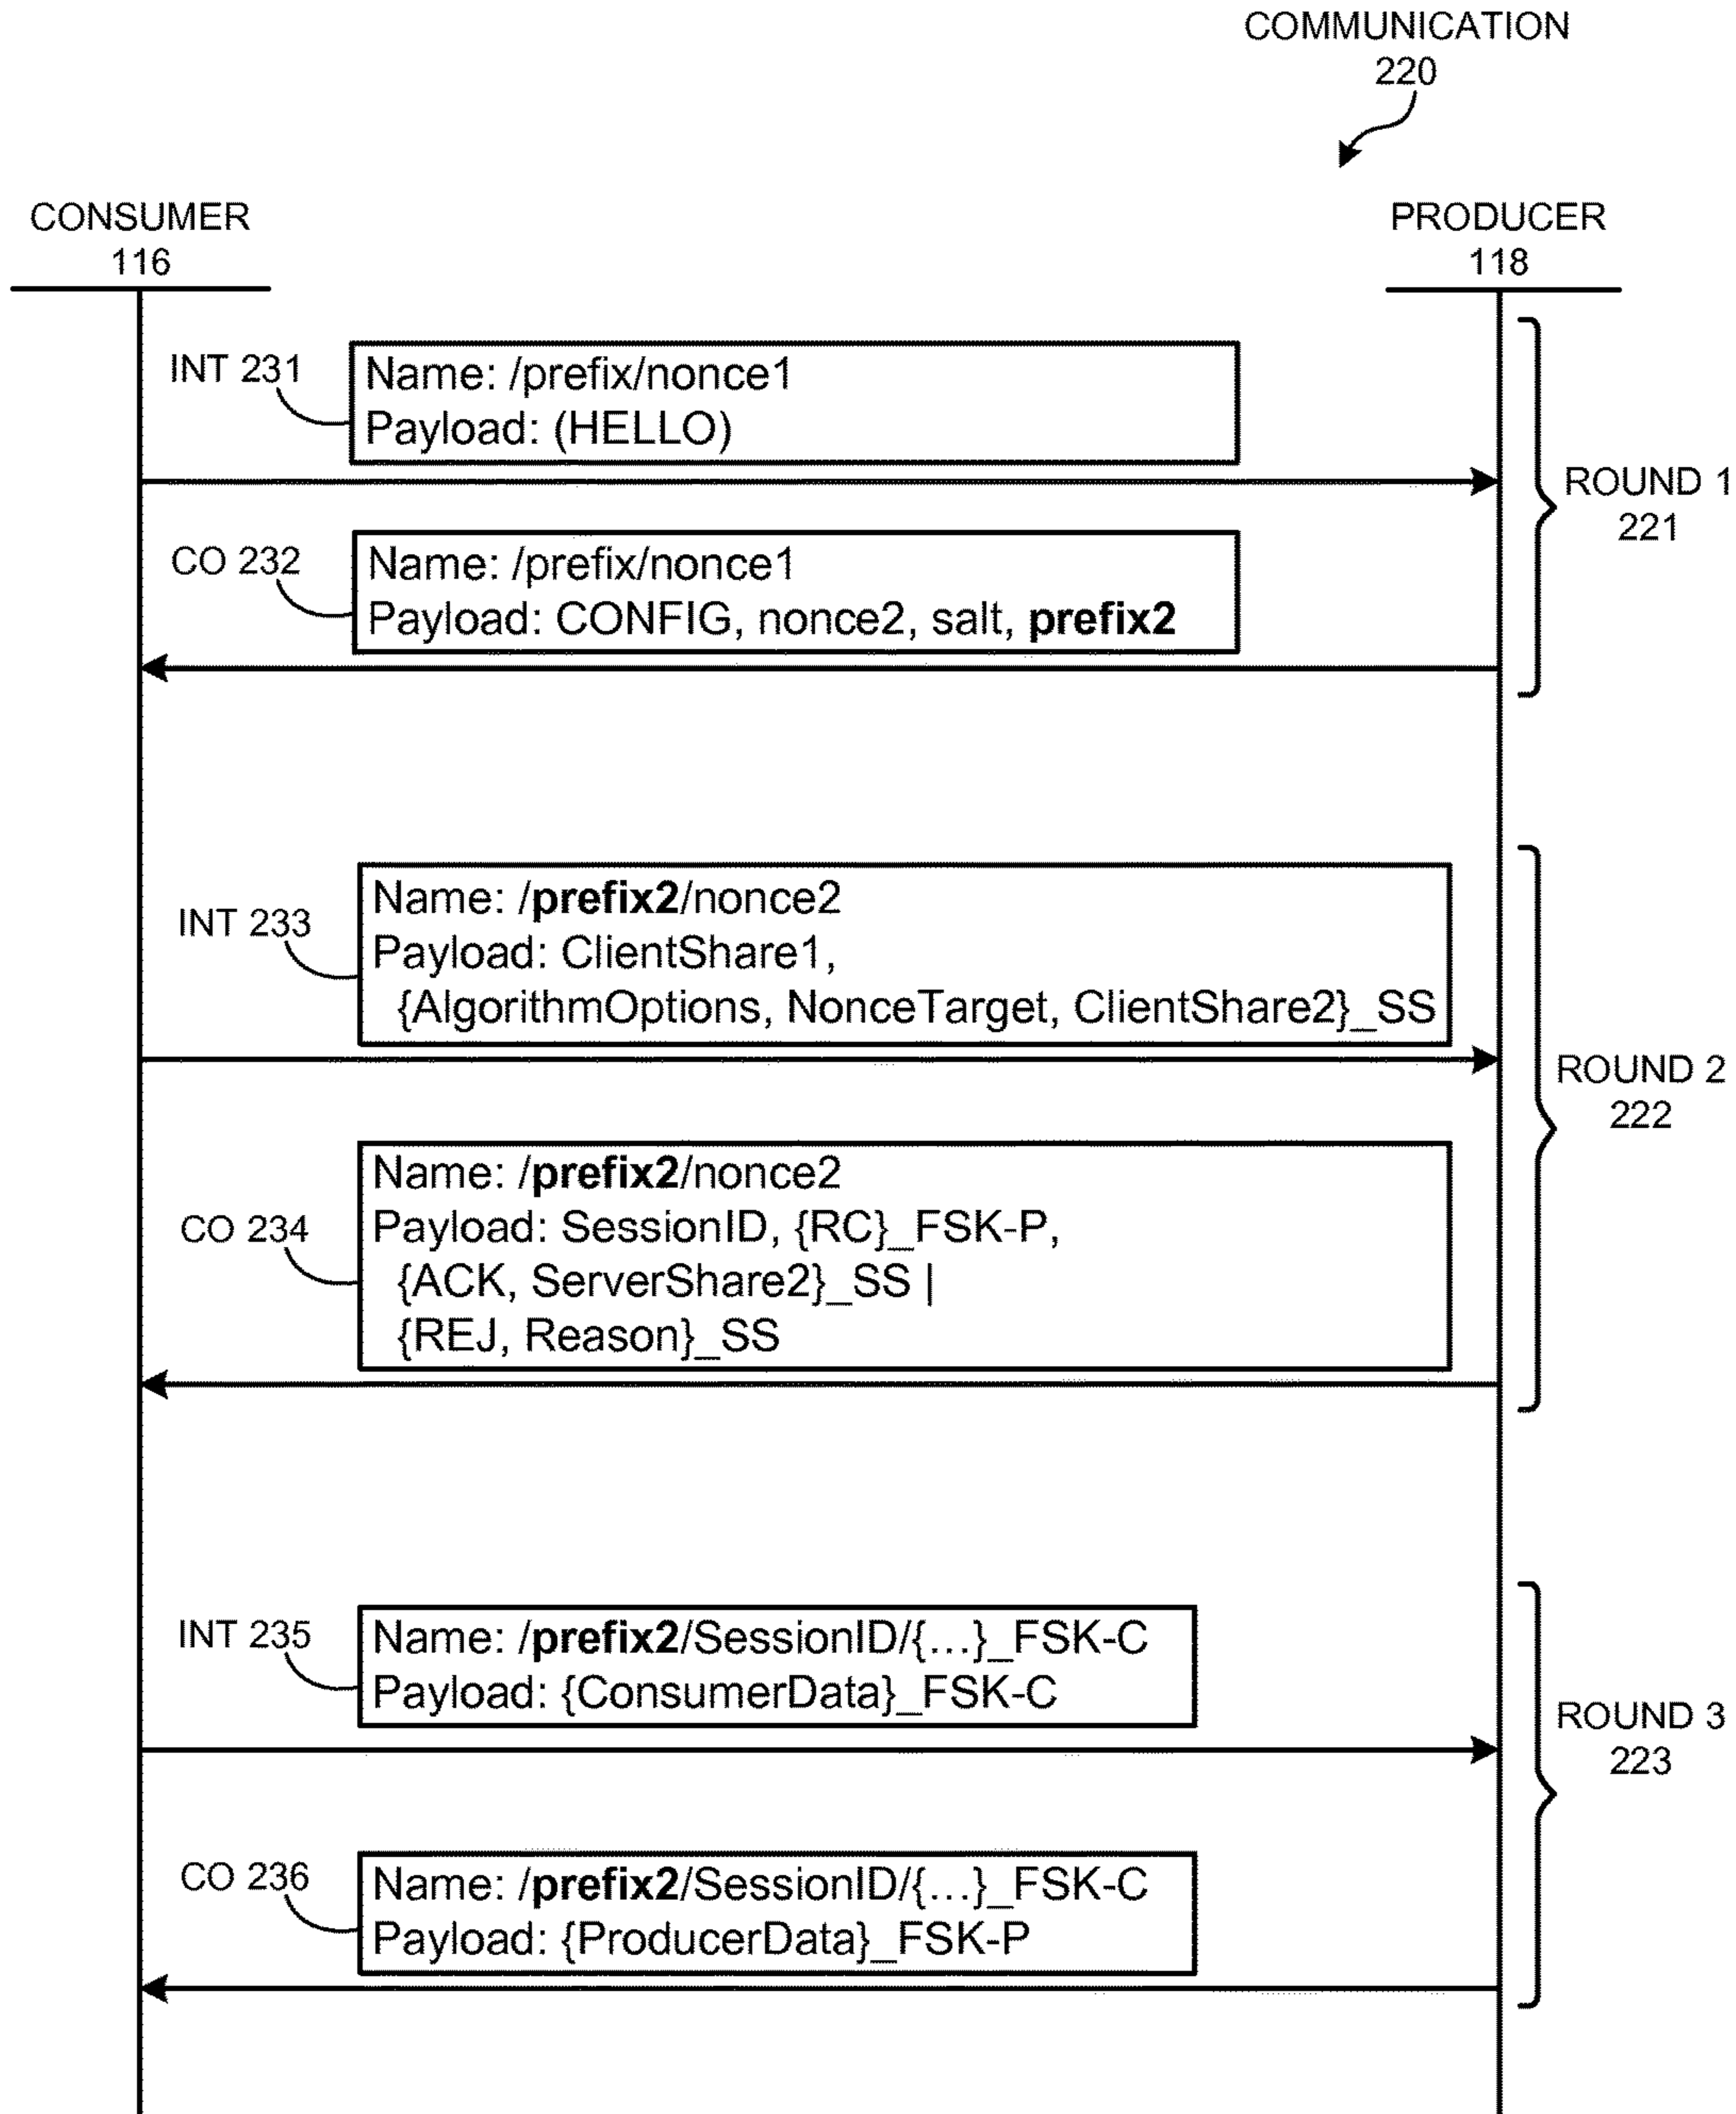 COMMUNICATION
220
CONSUMER
116
PRODUCER
118
INT 231
Name: /prefix/nonce1
Payload: (HELLO)
ROUND 1
221
CO 232
Name: /prefix/nonce1
Payload: CONFIG, nonce2, salt, prefix2
INT 233
Name: /prefix2/nonce2
Payload: ClientShare1,
{AlgorithmOptions, NonceTarget, ClientShare2}_SS
ROUND 2
222
CO 234
Name: /prefix2/nonce2
Payload: SessionID, {RC}_FSK-P,
{ACK, ServerShare2}_SS |
{REJ, Reason}_SS
INT 235
Name: /prefix2/SessionID/{...}_FSK-C
Payload: {ConsumerData}_FSK-C
ROUND 3
223
CO 236
Name: /prefix2/SessionID/{...}_FSK-C
Payload: {ProducerData}_FSK-P